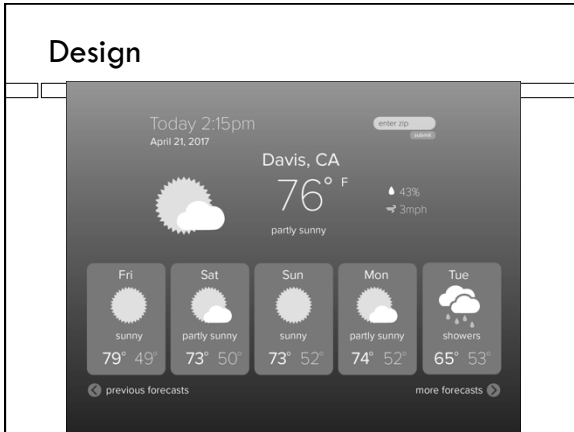 Design
Today 2:15pm
April 21, 2017
enter zip
submit
Davis, CA
76° F
partly sunny
43%
3mph
Fri Sat Sun Mon Tue
sunny partly sunny sunny partly sunny showers
79° 49° 73° 50° 73° 52° 74° 52° 65° 53°
previous forecasts more forecasts